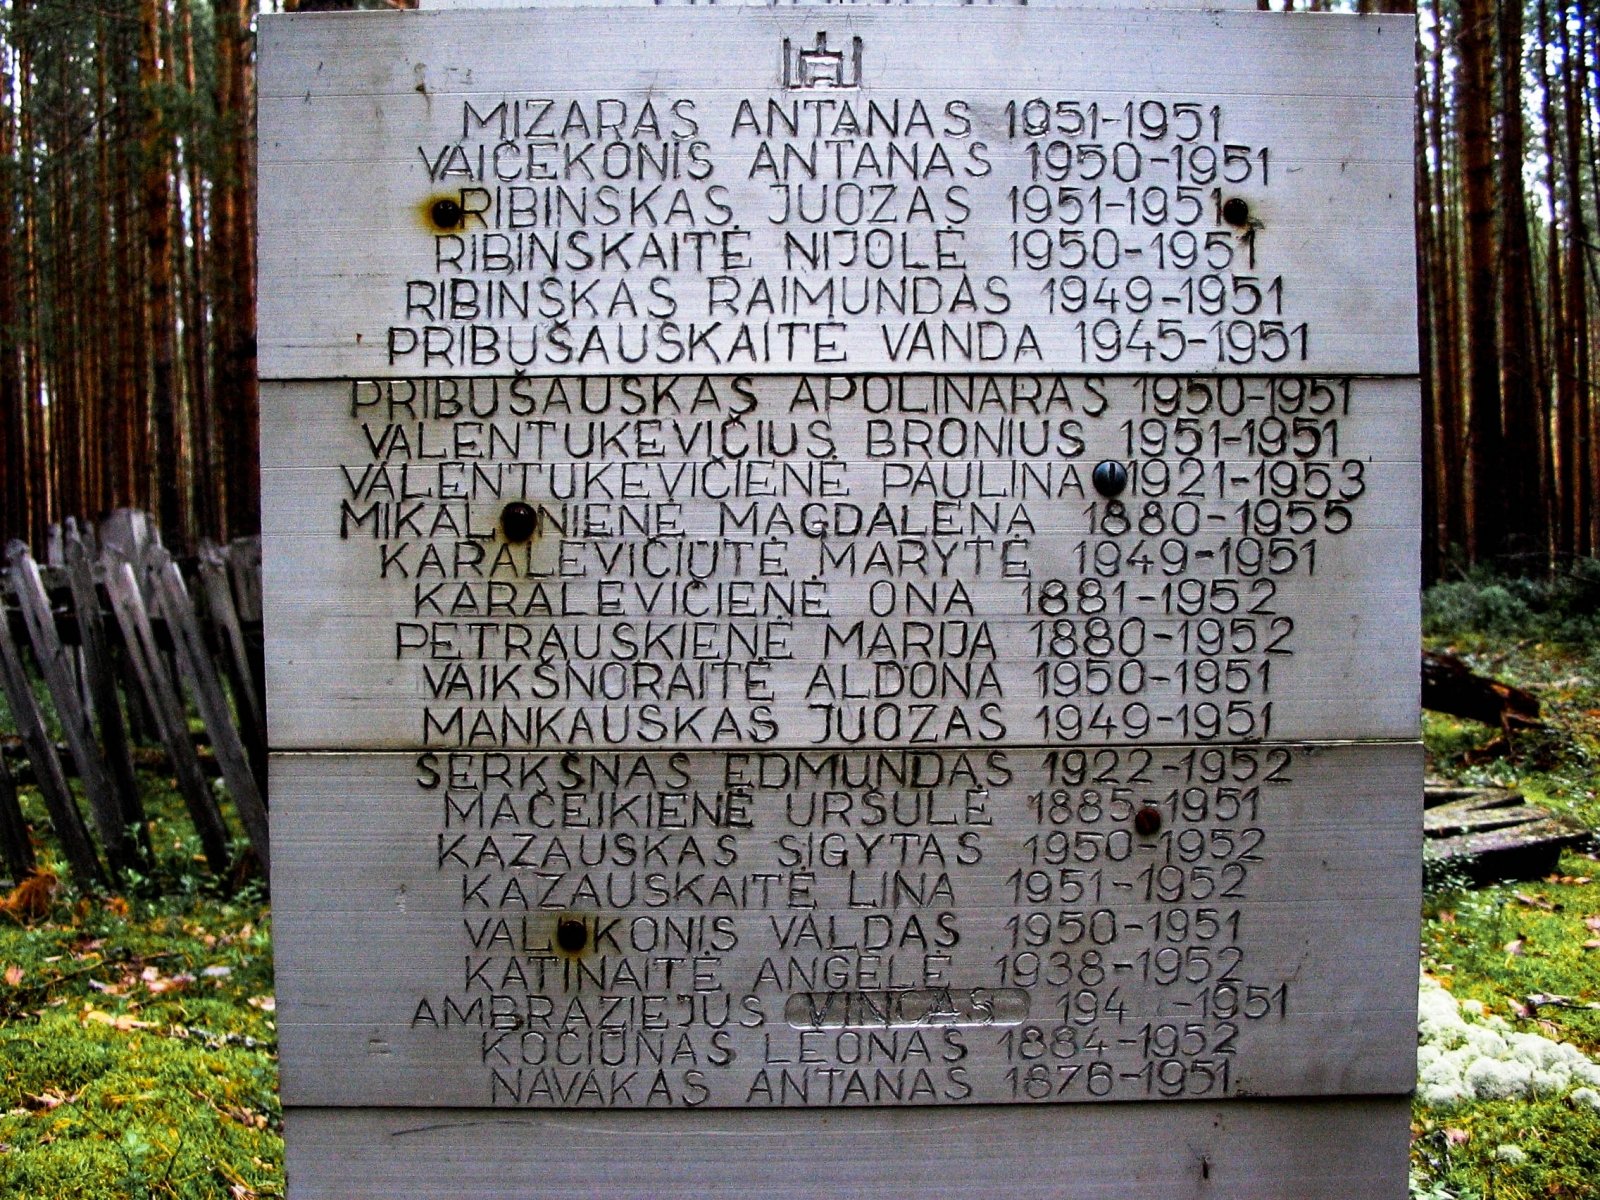 MIZARAS ANTANAS 1951-1951
VAIČEKONIS ANTANAS 1950-1951
RIBINSKAS JUOZAS 1951-1951
RIBINSKAITĖ NIJOLĖ 1950-1951
RIBINSKAS RAIMUNDAS 1949-1951
PRIBUŠAUSKAITĖ VANDA 1945-1951
PRIBUŠAUSKAS APOLINARAS 1950-1951
VALENTUKEVIČIUS BRONIUS 1951-1951
VALENTUKEVIČIENĖ PAULINA 1921-1953
MAGDALENA 1880-1955
KARALEVIČIŪTĖ MARYTĖ 1949-1951
KARALEVIČIENĖ ONA 1881-1952
PETRAUSKIENĖ MARIJA 1880-1952
VAIKŠNORAITĖ ALDONA 1950-1951
MANKAUSKAS JUOZAS 1949-1951
ŠERKŠNAS EDMUNDAS 1922-1952
MAČEIKIENĖ URŠULĖ 1885-1951
KAZAUSKAS SIGYTAS 1950-1952
KAZAUSKAITĖ LINA 1951-1952
VALDAS 1950-1951
KATINAITĖ ANGELĖ 1938-1952
AMBRAZIEJUS VINCAS 194 -1951
KOČIŪNAS LEONAS 1884-1952
NAVAKAS ANTANAS 1876-1951